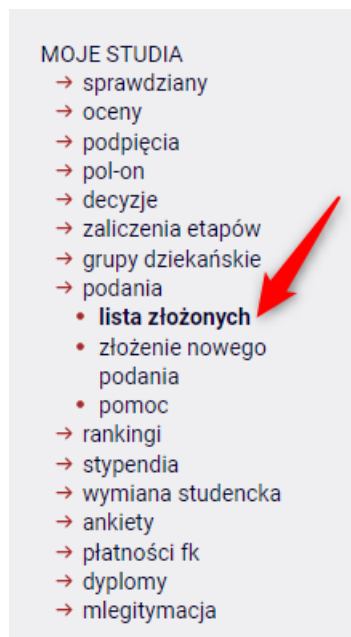 MOJE STUDIA
→ sprawdziany
→ oceny
→ podpięcia
→ pol-on
→ decyzje
→ zaliczenia etapów
→ grupy dziekańskie
→ podania
• lista złożonych
• złożenie nowego
podania
• pomoc
→ rankingi
→ stypendia
→ wymiana studencka
→ ankiety
→ płatności fk
→ dyplomy
→ mlegitymacja